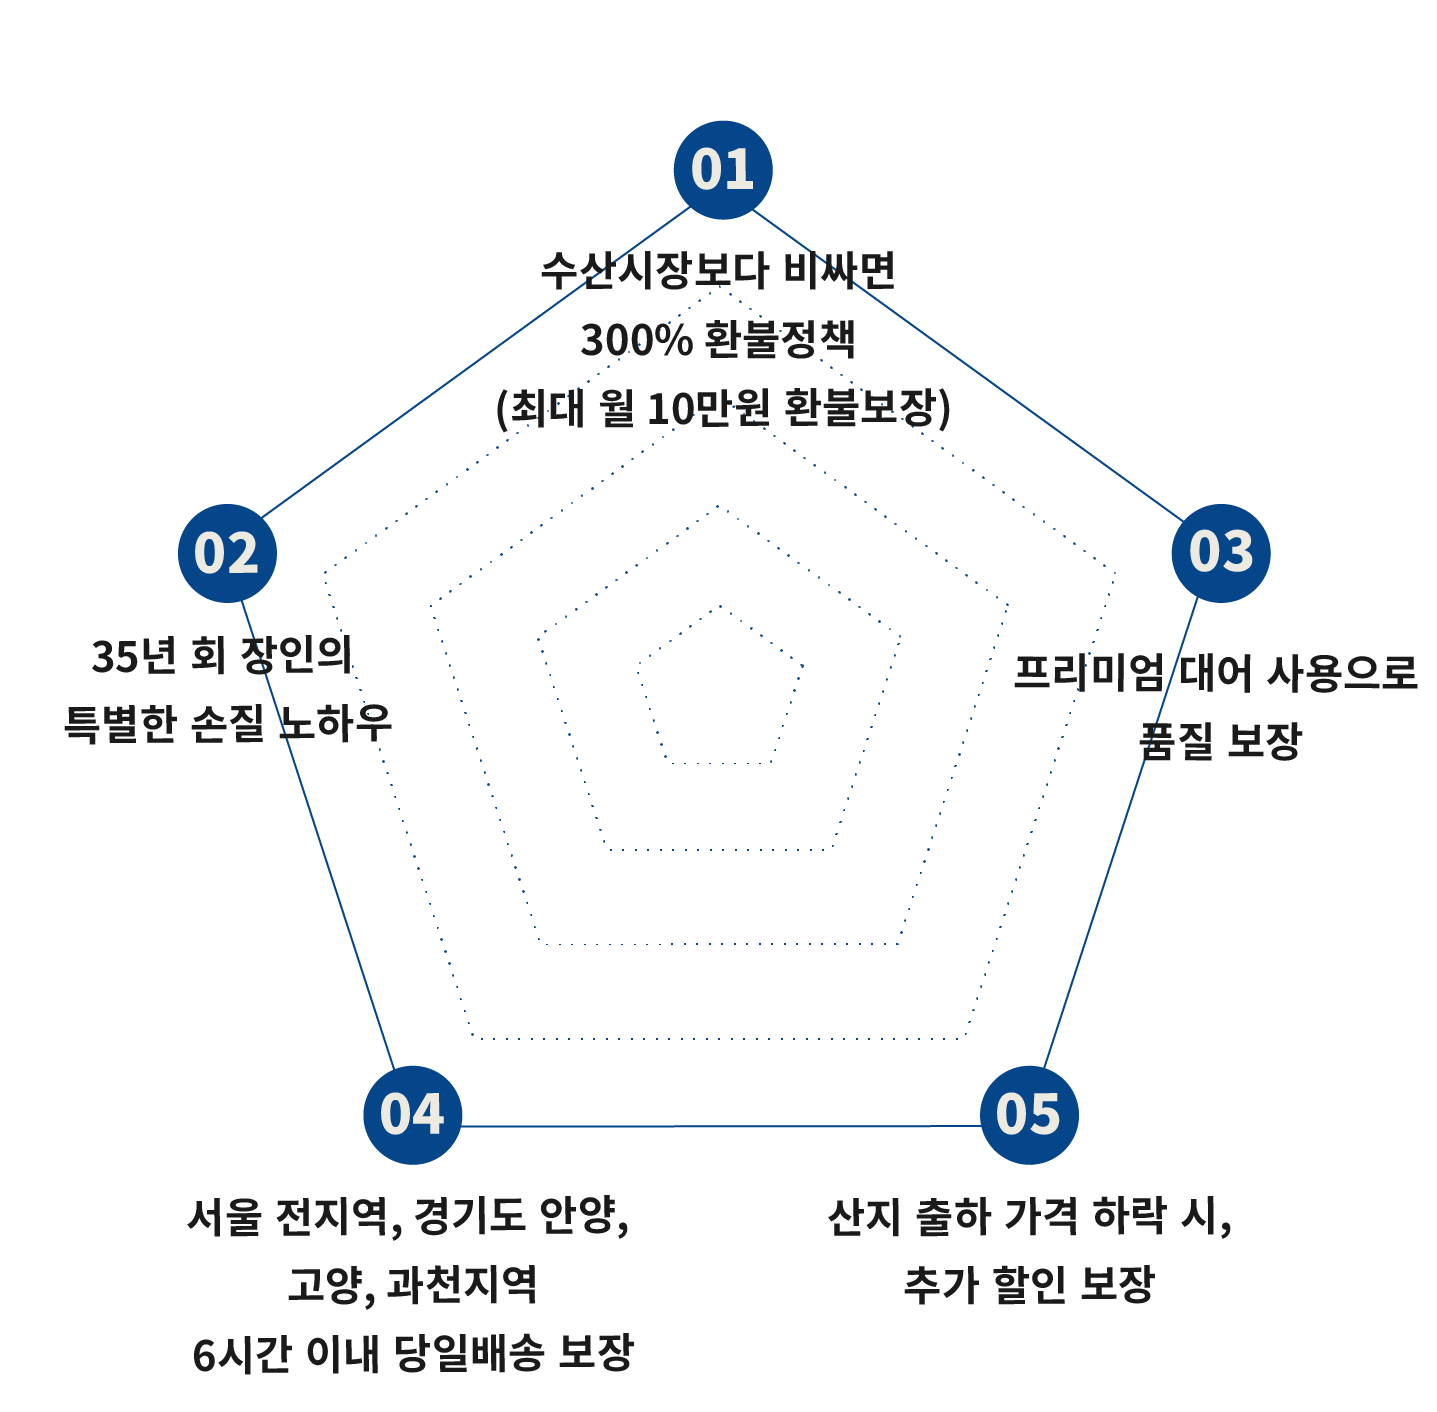 01
수산시장보다 비싸면
300% 환불정책
(최대 월 10만원 환불보장)
02
35년 회 장인의
특별한 손질 노하우
03
프리미엄 대어 사용으로
품질 보장
04
서울 전지역, 경기도 안양,
고양, 과천지역
6시간 이내 당일배송 보장
05
산지 출하 가격 하락 시,
추가 할인 보장